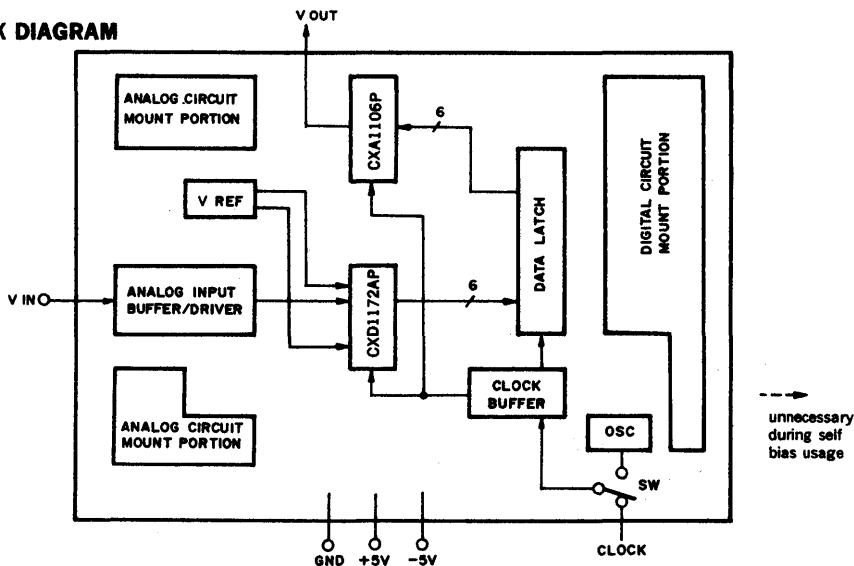 V OUT
K DIAGRAM
ANALOG CIRCUIT
MOUNT PORTION
CXA1106P
6
DIGITAL CIRCUIT
MOUNT PORTION
V REF
DATA LATCH
V IN
ANALOG INPUT
BUFFER/DRIVER
CXD1172AP
6
CLOCK
BUFFER
ANALOG CIRCUIT
MOUNT PORTION
OSC
unnecessary
during self
bias usage
SW
GND
+5V
-5V
CLOCK